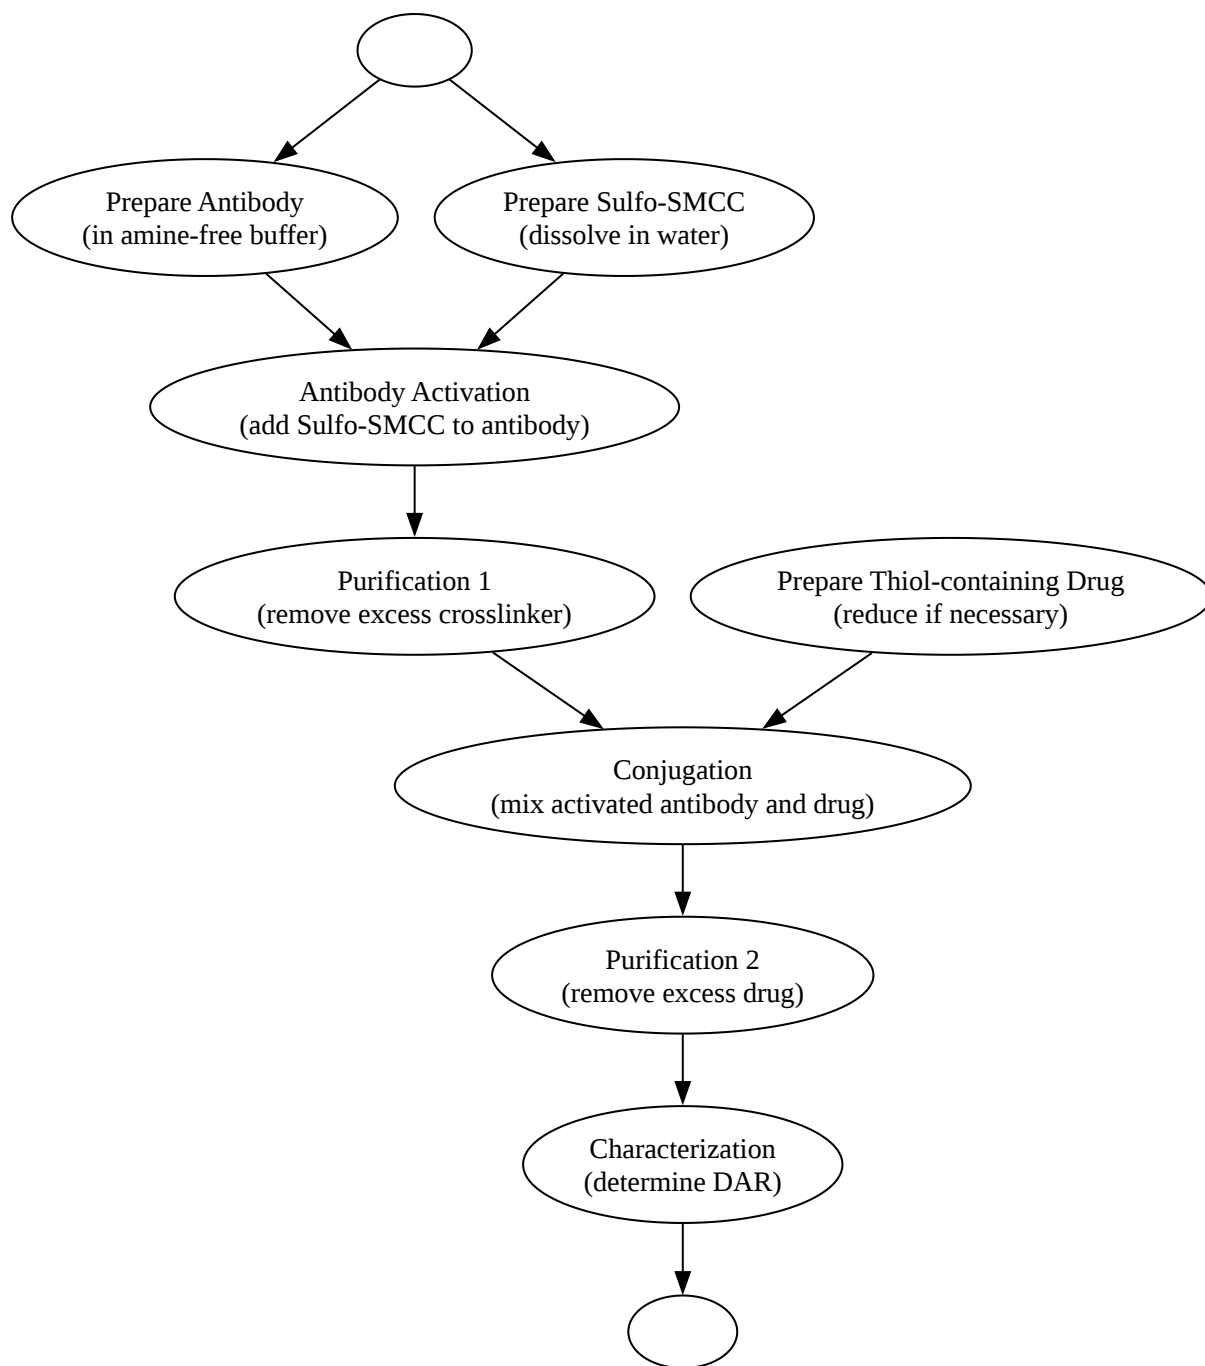 Prepare Antibody
(in amine-free buffer)
Prepare Sulfo-SMCC
(dissolve in water)
Antibody Activation
(add Sulfo-SMCC to antibody)
Purification 1
(remove excess crosslinker)
Prepare Thiol-containing Drug
(reduce if necessary)
Conjugation
(mix activated antibody and drug)
Purification 2
(remove excess drug)
Characterization
(determine DAR)